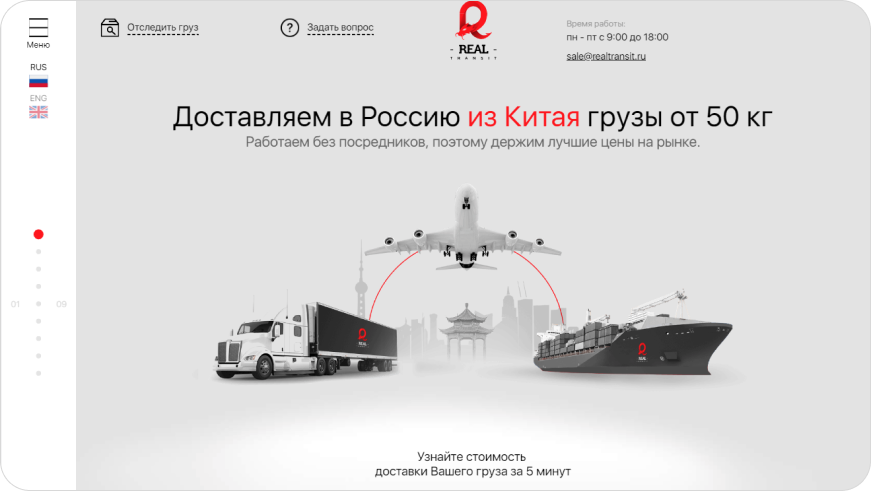 Меню
RUS
ENG
01
09
Отследить груз
Задать вопрос
- REAL -
TRANSIT
Время работы:
пн - пт с 9:00 до 18:00
sale@realtransit.ru
Доставляем в Россию из Китая грузы от 50 кг
Работаем без посредников, поэтому держим лучшие цены на рынке.
REAL
REAL
Узнайте стоимость
доставки Вашего груза за 5 минут